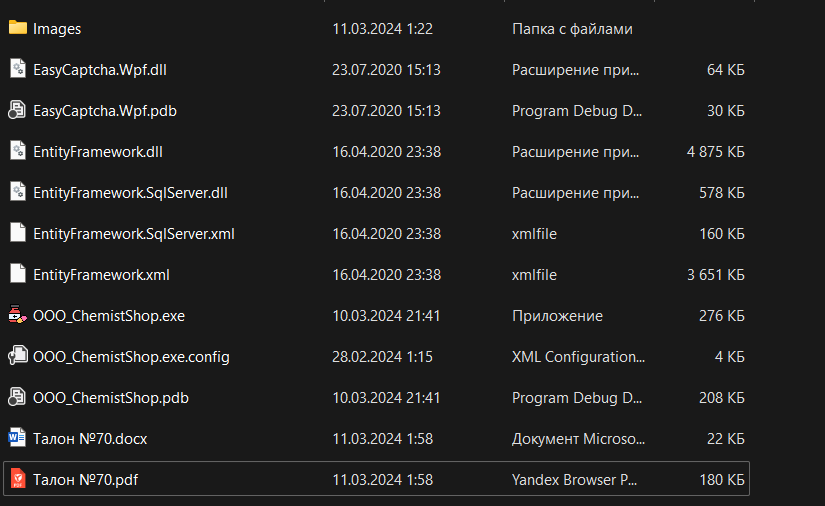 Images 11.03.2024 1:22 Папка с файлами
EasyCaptcha.Wpf.dll 23.07.2020 15:13 Расширение при... 64 КБ
EasyCaptcha.Wpf.pdb 23.07.2020 15:13 Program Debug D... 30 КБ
EntityFramework.dll 16.04.2020 23:38 Расширение при... 4 875 КБ
EntityFramework.SqlServer.dll 16.04.2020 23:38 Расширение при... 578 КБ
EntityFramework.SqlServer.xml 16.04.2020 23:38 xmlfile 160 КБ
EntityFramework.xml 16.04.2020 23:38 xmlfile 3 651 КБ
OOO_ChemistShop.exe 10.03.2024 21:41 Приложение 276 КБ
OOO_ChemistShop.exe.config 28.02.2024 1:15 XML Configuration... 4 КБ
OOO_ChemistShop.pdb 10.03.2024 21:41 Program Debug D... 208 КБ
Талон №70.docx 11.03.2024 1:58 Документ Microso... 22 КБ
Талон №70.pdf 11.03.2024 1:58 Yandex Browser P... 180 КБ